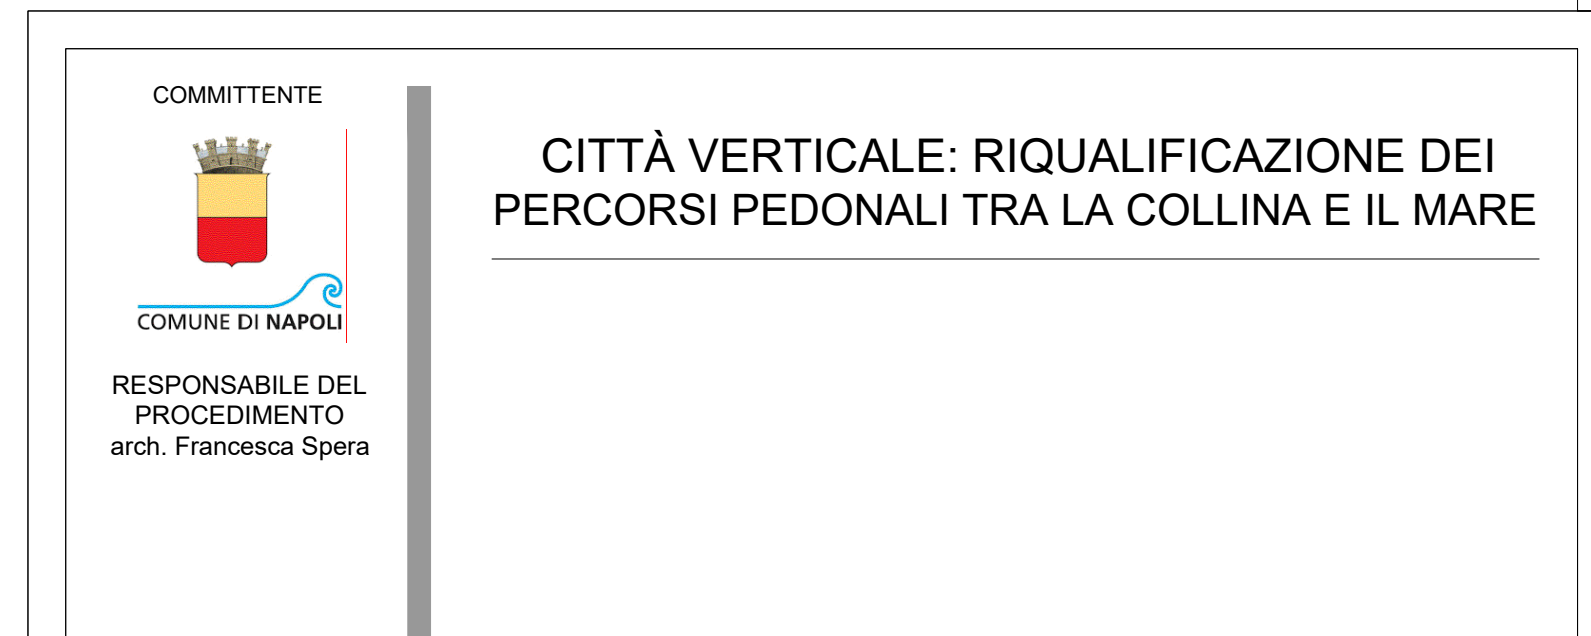 COMMITTENTE
COMUNE DI NAPOLI
RESPONSABILE DEL
PROCEDIMENTO
arch. Francesca Spera
CITTÀ VERTICALE: RIQUALIFICAZIONE DEI
PERCORSI PEDONALI TRA LA COLLINA E IL MARE